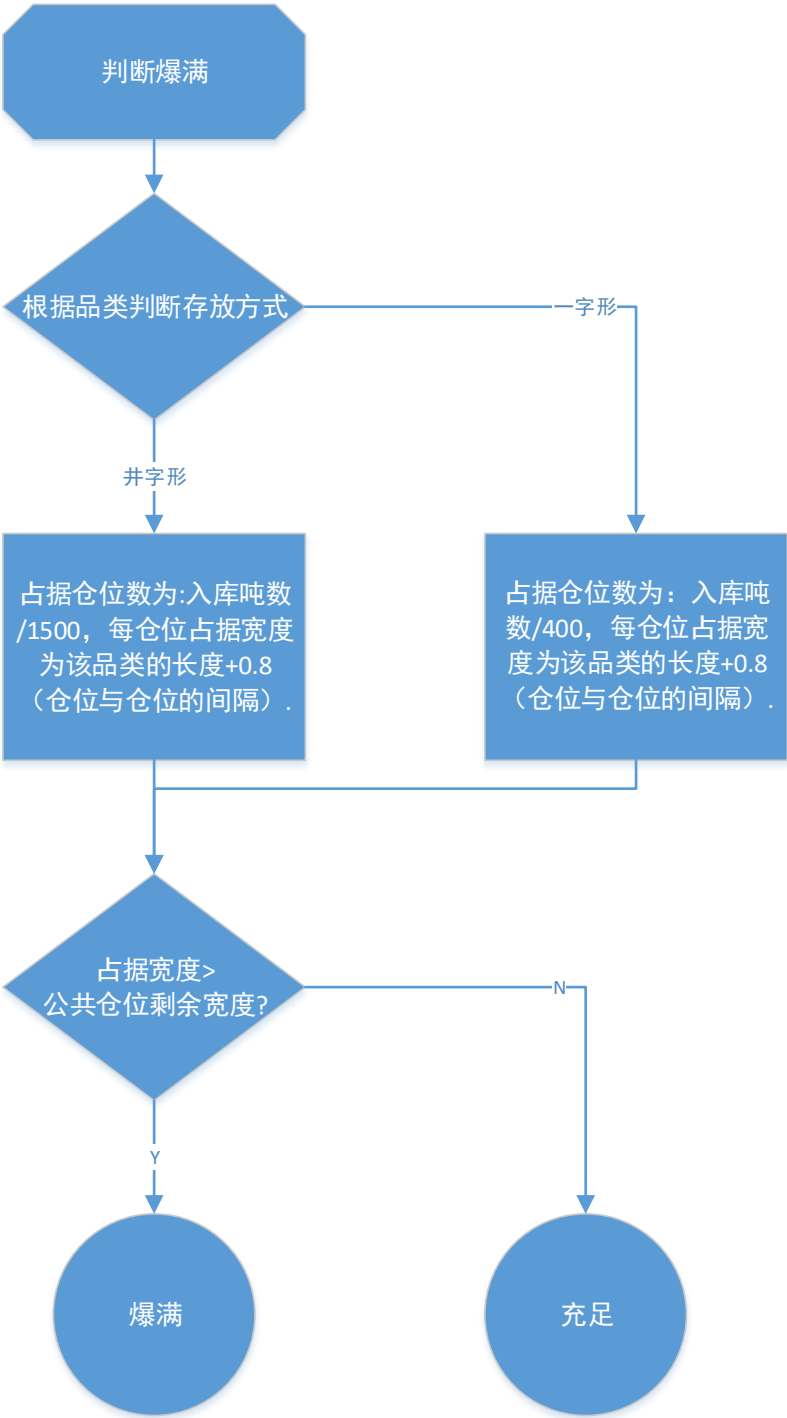 判断爆满
根据品类判断存放方式
一字形
井字形
占据仓位数为:入库吨数
/1500，每仓位占据宽度
为该品类的长度+0.8
（仓位与仓位的间隔）.
占据仓位数为：入库吨
数/400，每仓位占据宽
度为该品类的长度+0.8
（仓位与仓位的间隔）.
占据宽度>
公共仓位剩余宽度?
N
Y
爆满
充足